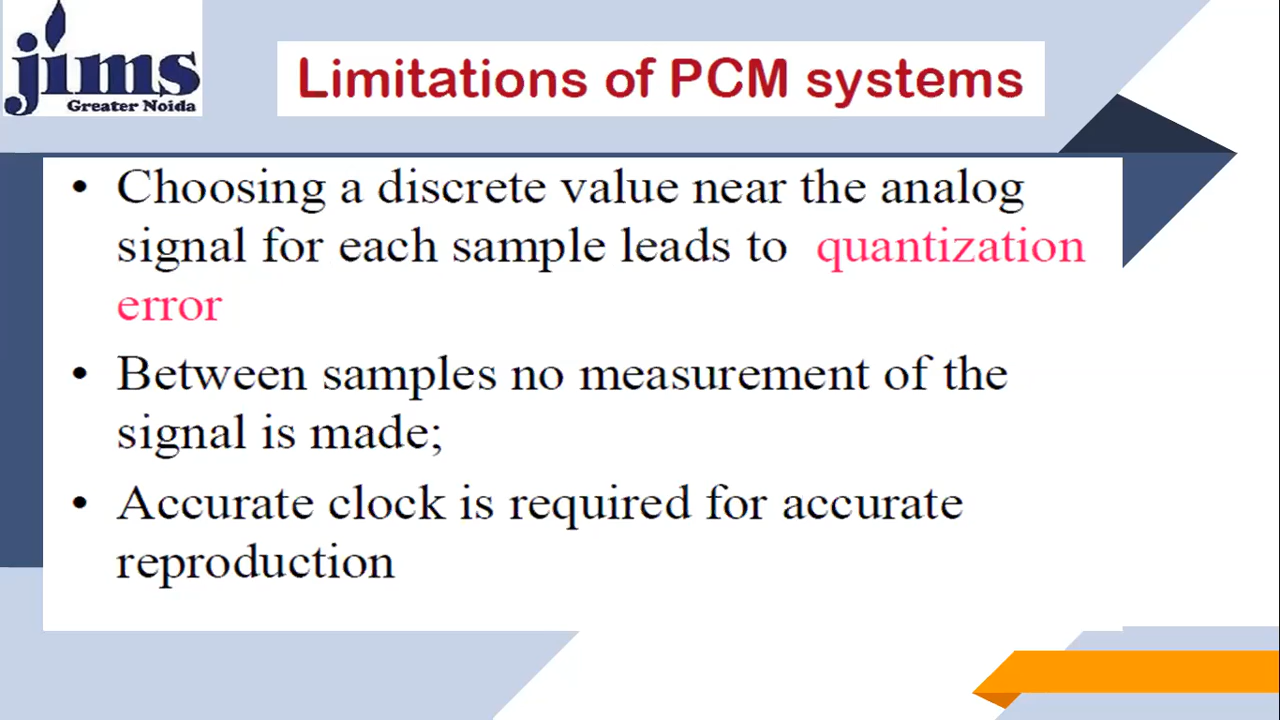 jims
Greater Noida
Limitations of PCM systems
• Choosing a discrete value near the analog
signal for each sample leads to quantization
error
• Between samples no measurement of the
signal is made;
• Accurate clock is required for accurate
reproduction